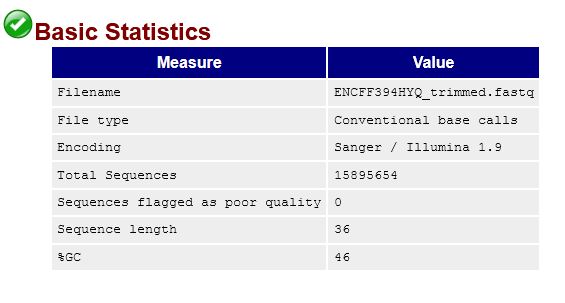 Basic Statistics
Measure Value
Filename ENCFF394HYQ_trimmed.fastq
File type Conventional base calls
Encoding Sanger / Illumina 1.9
Total Sequences 15895654
Sequences flagged as poor quality 0
Sequence length 36
%GC 46